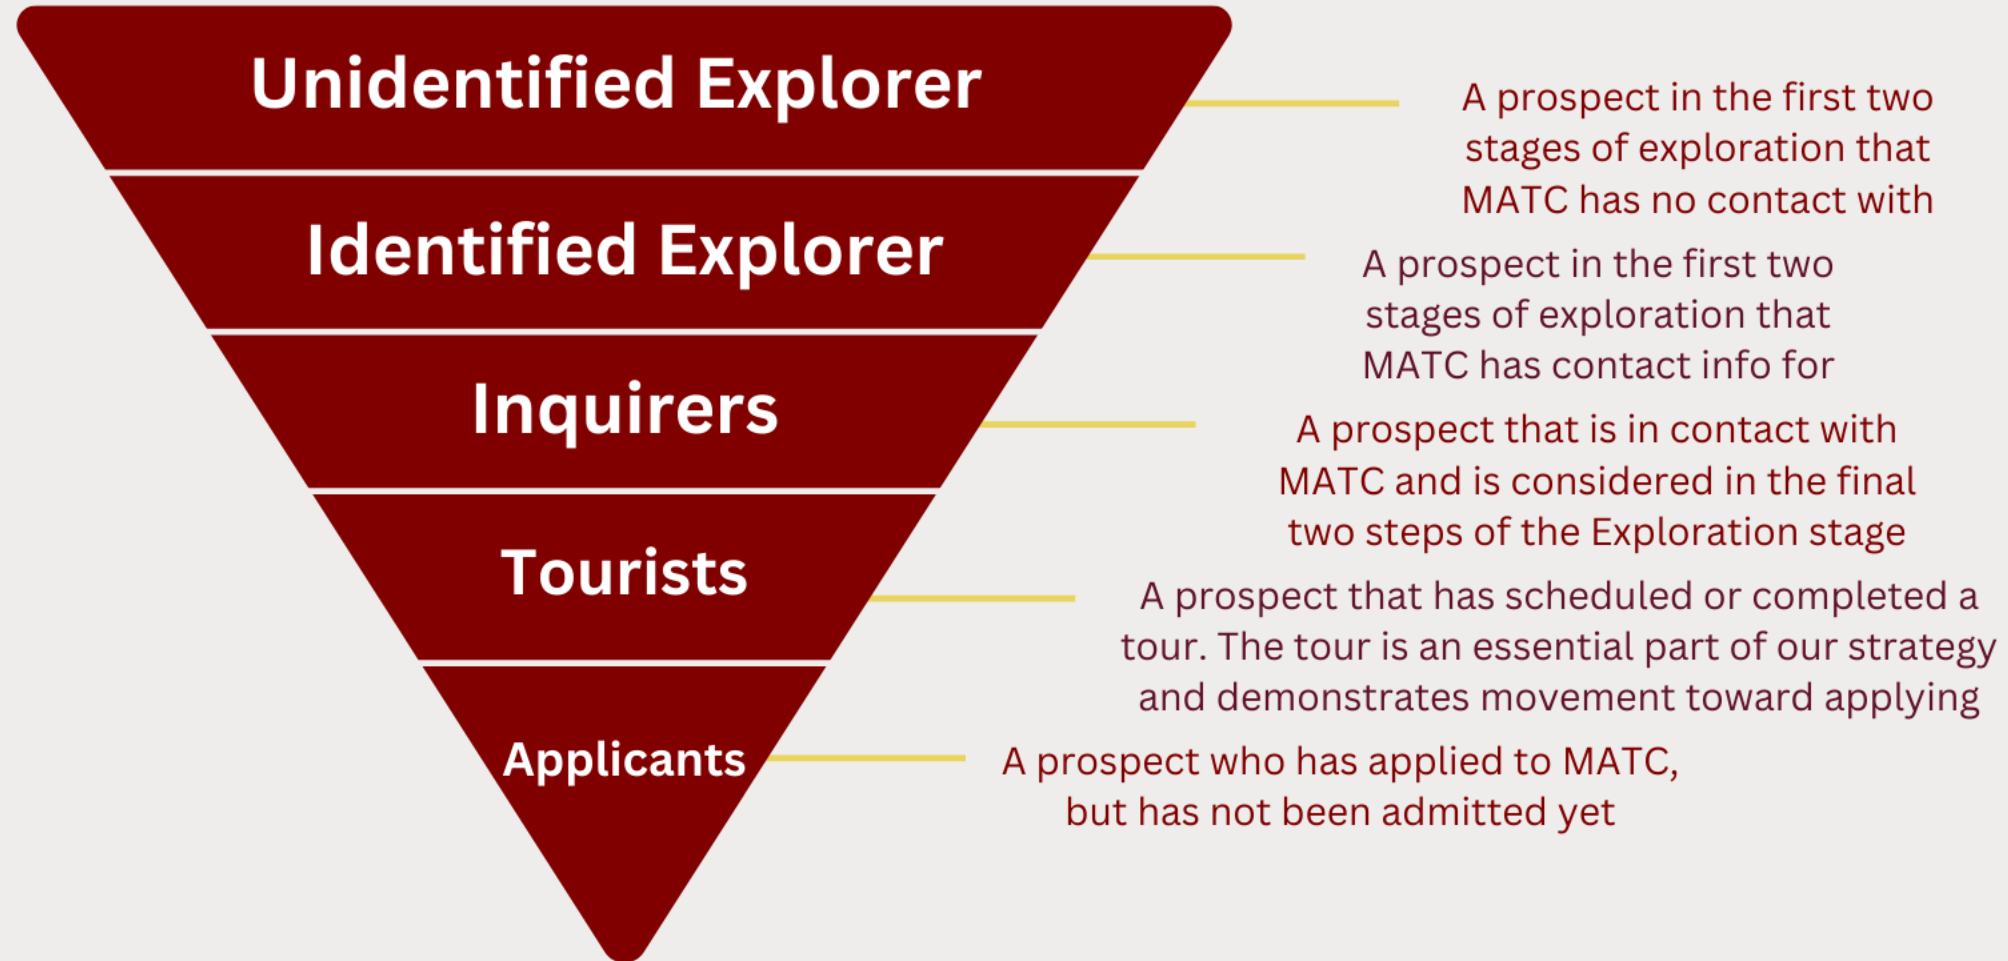 Unidentified Explorer
A prospect in the first two
stages of exploration that
MATC has no contact with
Identified Explorer
A prospect in the first two
stages of exploration that
MATC has contact info for
Inquirers
A prospect that is in contact with
MATC and is considered in the final
two steps of the Exploration stage
Tourists
A prospect that has scheduled or completed a
tour. The tour is an essential part of our strategy
and demonstrates movement toward applying
Applicants
A prospect who has applied to MATC,
but has not been admitted yet